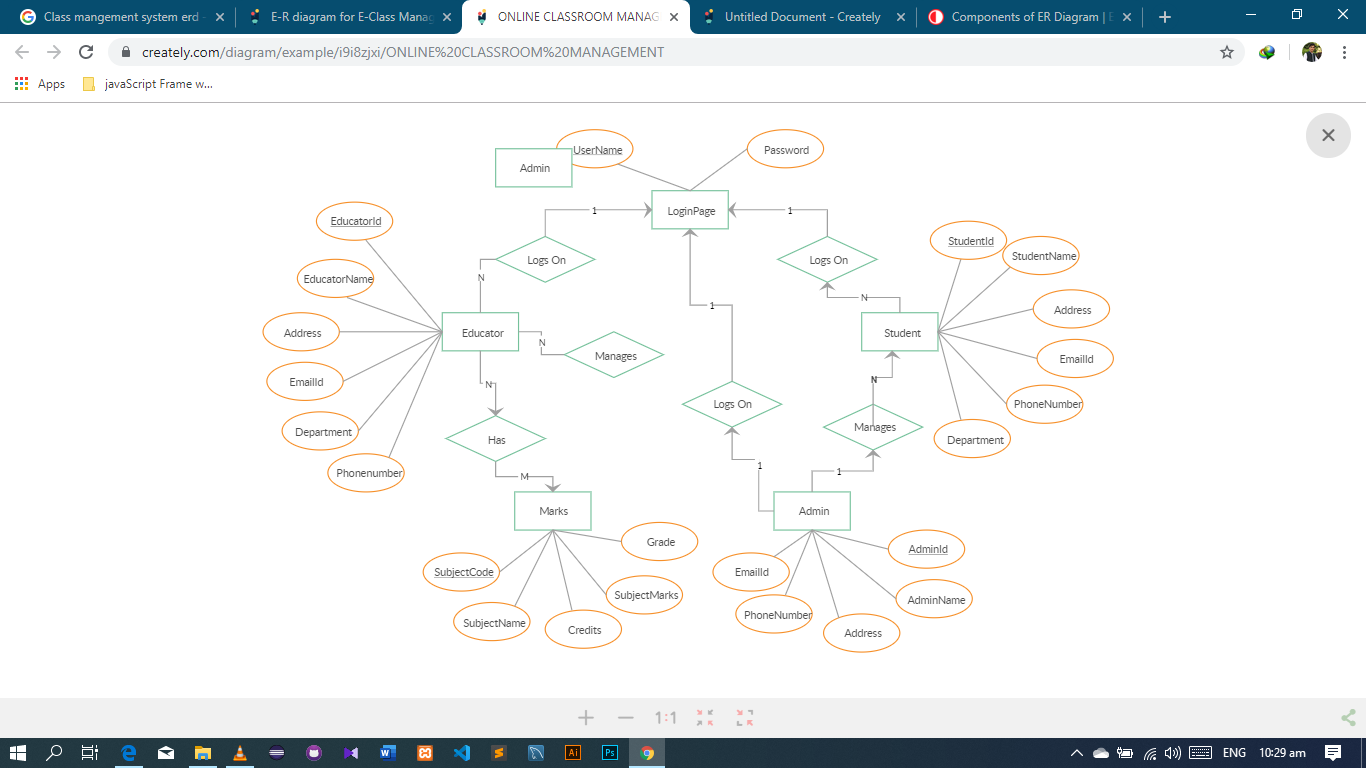 Class mangement system erd -
E-R diagram for E-Class Manag
ONLINE CLASSROOM MANAG
Untitled Document - Creately
Components of ER Diagram | E
creately.com/diagram/example/i9i8zjxi/ONLINE%20CLASSROOM%20MANAGEMENT
Apps
javaScript Frame w...
UserName
Password
Admin
LoginPage
EducatorId
1
1
StudentId
StudentName
Logs On
Logs On
EducatorName
N
N
Address
1
Address
Educator
Student
N
Manages
EmailId
EmailId
N
N
Logs On
PhoneNumber
Department
Has
Manages
Department
Phonenumber
M
1
1
Marks
Admin
Grade
AdminId
SubjectCode
EmailId
SubjectMarks
AdminName
SubjectName
PhoneNumber
Credits
Address
1:1
W
Ai
Ps
ENG
10:29 am